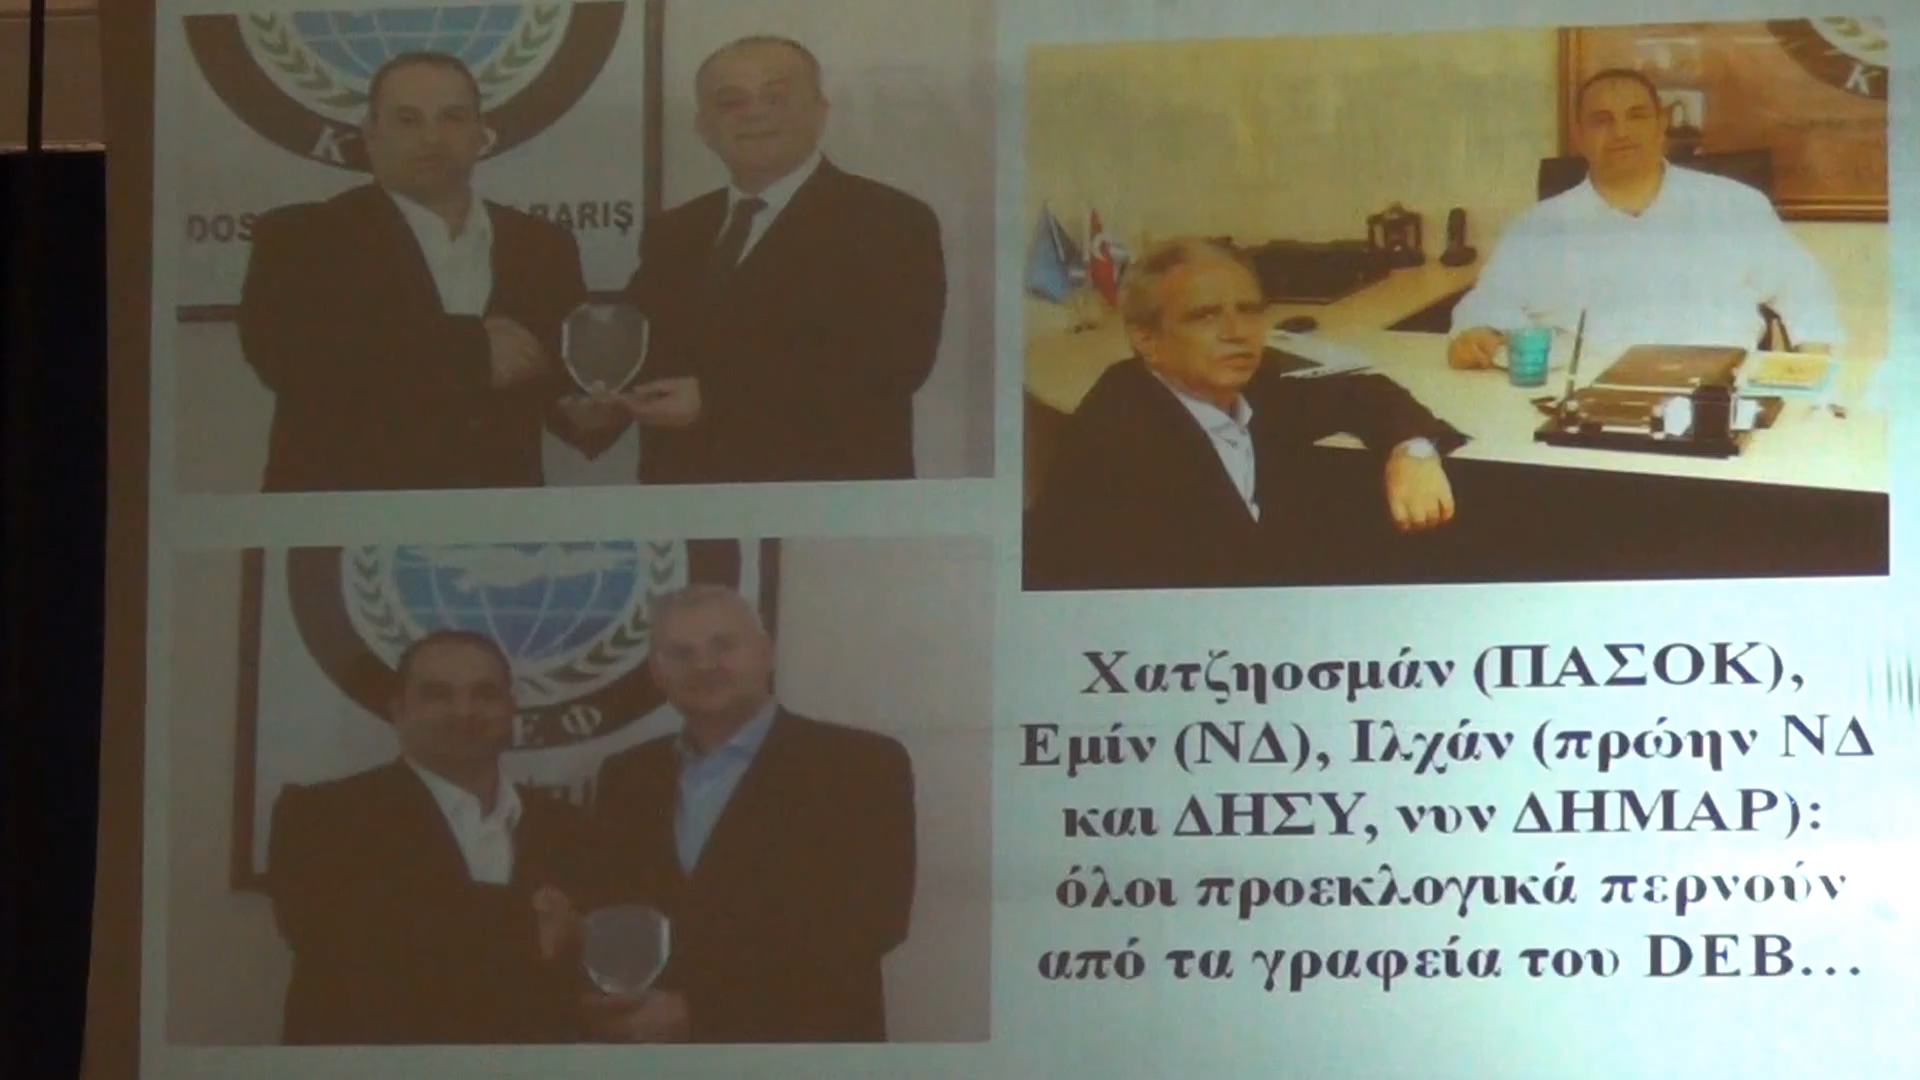 BARIŞ
Ε Φ
Χατζηοσμάν (ΠΑΣΟΚ),
Εμίν (ΝΔ), Ιλχάν (πρώην ΝΔ
και ΔΗΣΥ, νυν ΔΗΜΑΡ):
όλοι προεκλογικά περνούν
από τα γραφεία του DEB...